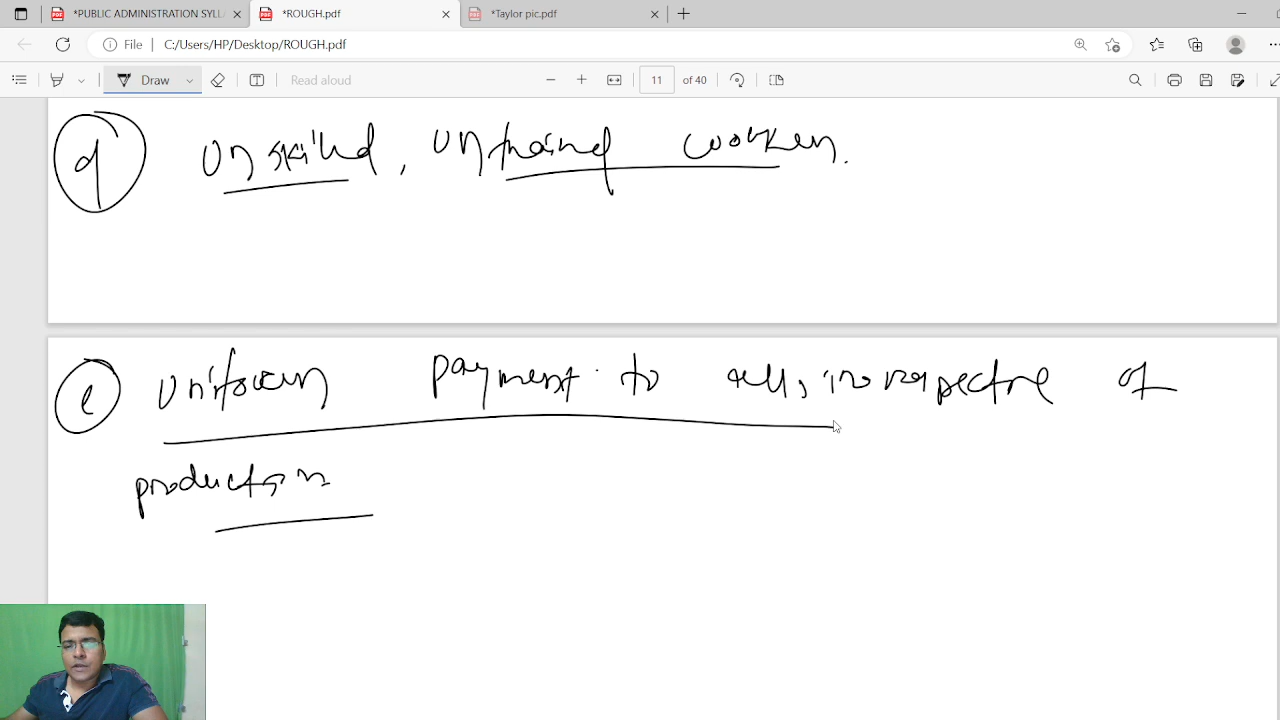 *PUBLIC ADMINISTRATION SYLL
*ROUGH.pdf
*Taylor pic.pdf
File
C:/Users/HP/Desktop/ROUGH.pdf
Draw
Read aloud
11 of 40
d unskilled, untrained workers.
e uniform payment to all, irrespective of
production